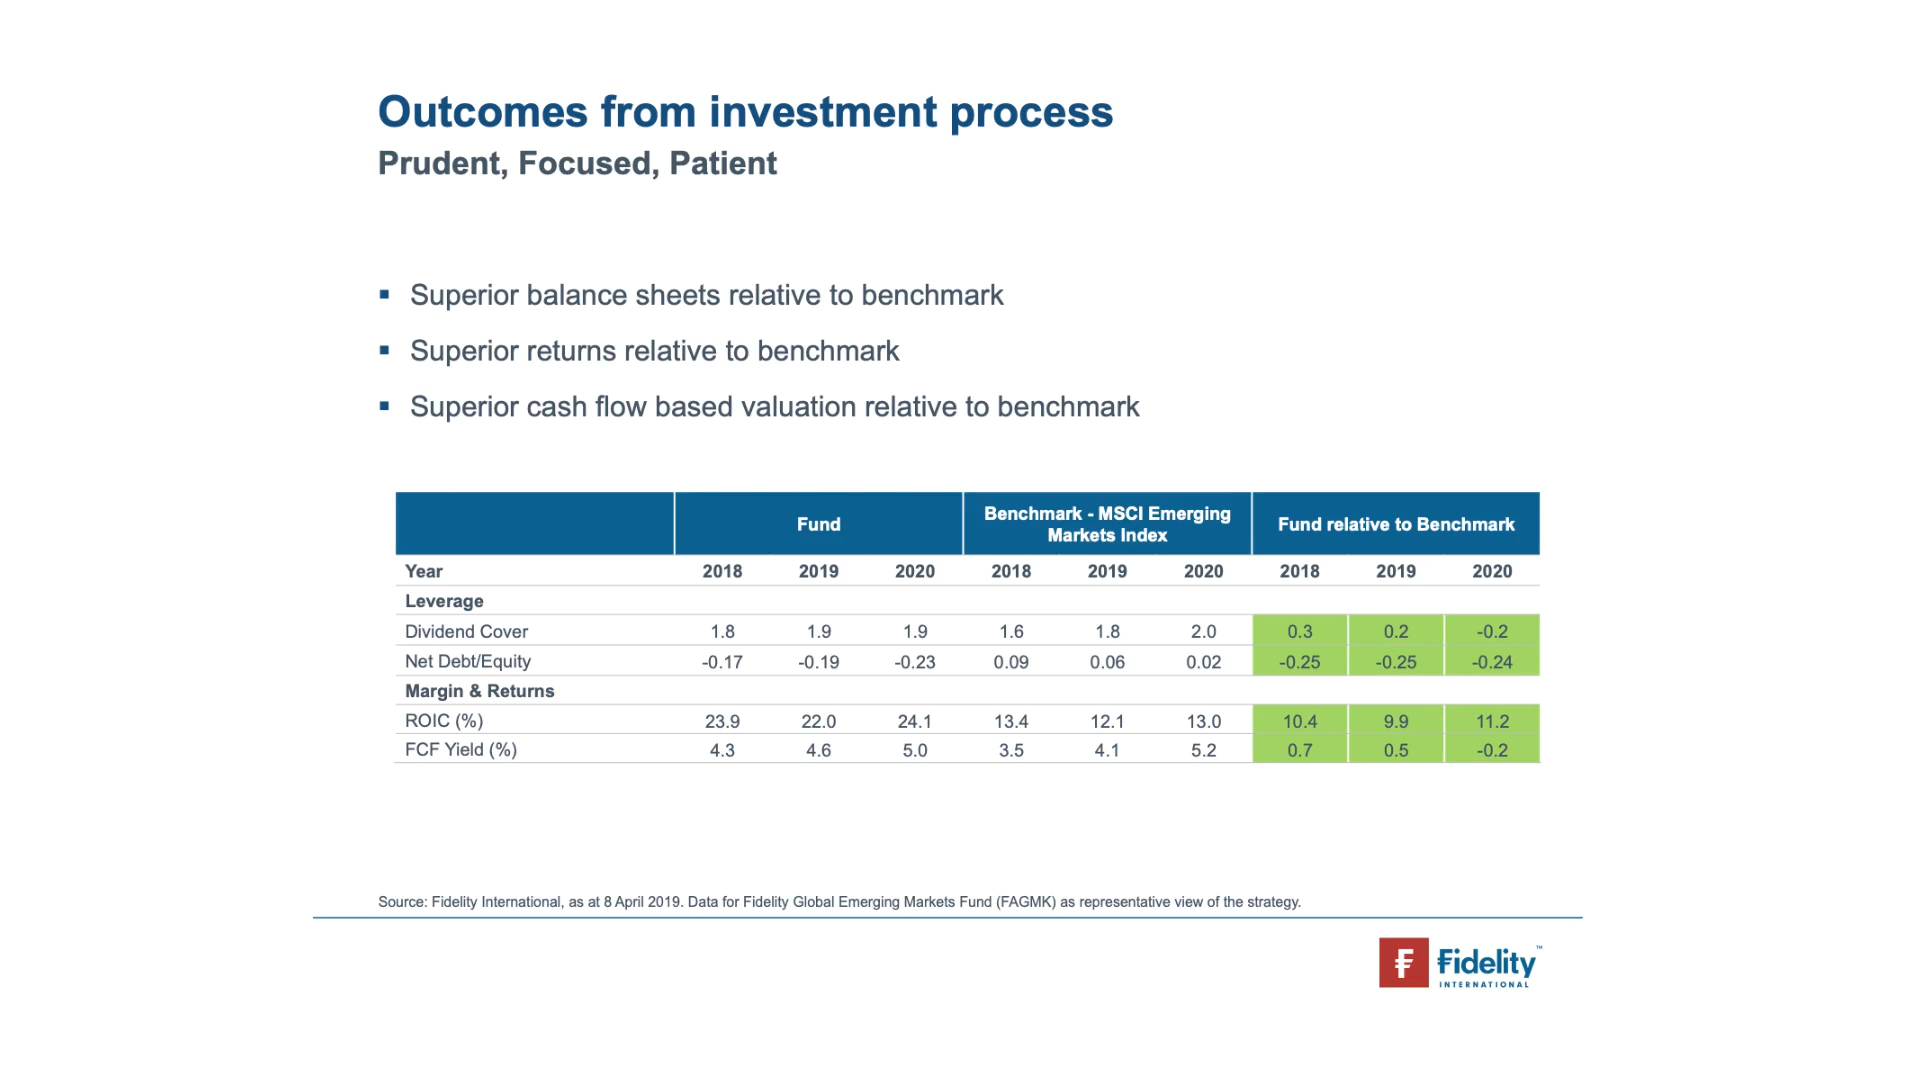 Outcomes from investment process
Prudent, Focused, Patient
▪ Superior balance sheets relative to benchmark
▪ Superior returns relative to benchmark
▪ Superior cash flow based valuation relative to benchmark
Fund
Benchmark - MSCI Emerging
Markets Index
Fund relative to Benchmark
Year 2018 2019 2020 2018 2019 2020 2018 2019 2020
Leverage
Dividend Cover 1.8 1.9 1.9 1.6 1.8 2.0 0.3 0.2 -0.2
Net Debt/Equity -0.17 -0.19 -0.23 0.09 0.06 0.02 -0.25 -0.25 -0.24
Margin & Returns
ROIC (%) 23.9 22.0 24.1 13.4 12.1 13.0 10.4 9.9 11.2
FCF Yield (%) 4.3 4.6 5.0 3.5 4.1 5.2 0.7 0.5 -0.2
Source: Fidelity International, as at 8 April 2019. Data for Fidelity Global Emerging Markets Fund (FAGMK) as representative view of the strategy.
F Fidelity™
INTERNATIONAL